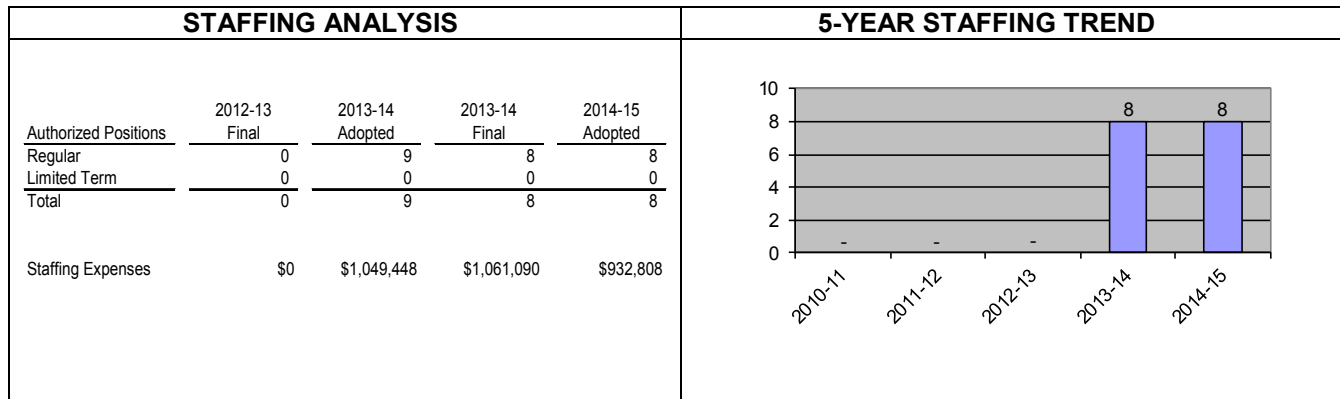 STAFFING ANALYSIS
5-YEAR STAFFING TREND
2012-13 2013-14 2013-14 2014-15
Authorized Positions Final Adopted Final Adopted
Regular 0 9 8 8
Limited Term 0 0 0 0
Total 0 9 8 8
Staffing Expenses $0 $1,049,448 $1,061,090 $932,808
10
8
6
4
2
0
- - - 8 8
2010-11 2011-12 2012-13 2013-14 2014-15